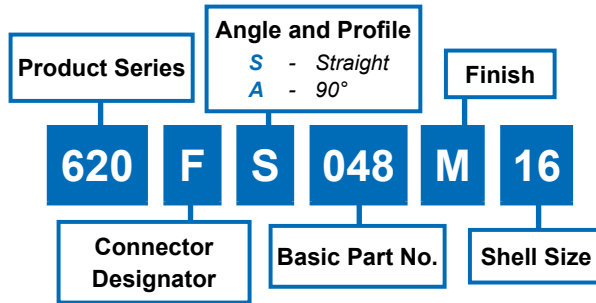 Angle and Profile
S - Straight
A - 90°
Product Series
Finish
620 F S 048 M 16
Connector
Designator
Basic Part No.
Shell Size